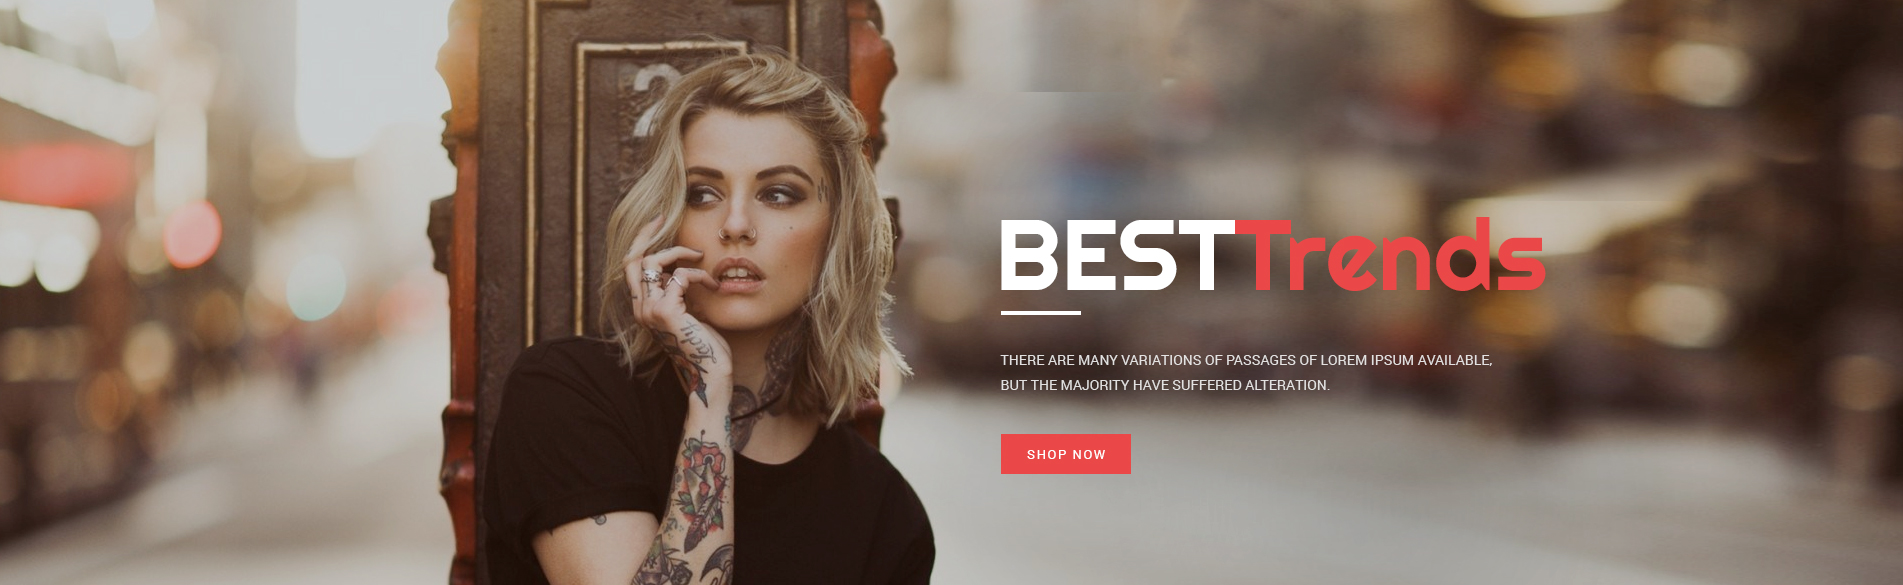 2
BESTTrends
THERE ARE MANY VARIATIONS OF PASSAGES OF LOREM IPSUM AVAILABLE,
BUT THE MAJORITY HAVE SUFFERED ALTERATION.
SHOP NOW